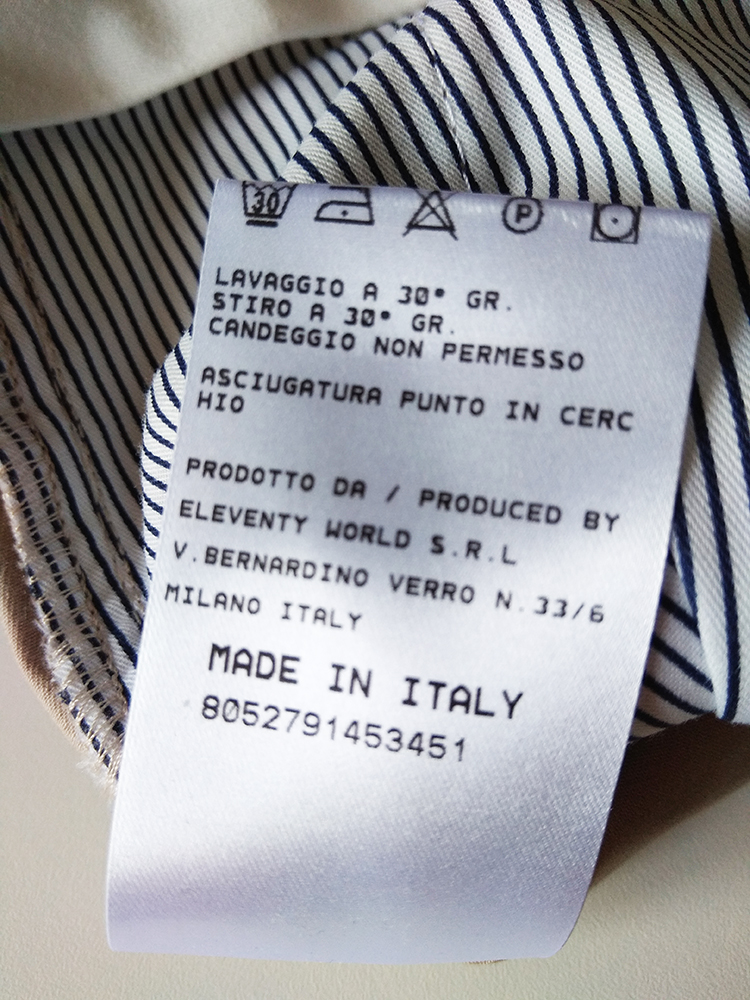 30
P
LAVAGGIO A 30° GR.
STIRO A 30° GR.
CANDEGGIO NON PERMESSO
ASCIUGATURA PUNTO IN CERC
HIO
PRODOTTO DA / PRODUCED BY
ELEVENTY WORLD S.R.L
V.BERNARDINO VERRO N.33/6
MILANO ITALY
MADE IN ITALY
8052791453451